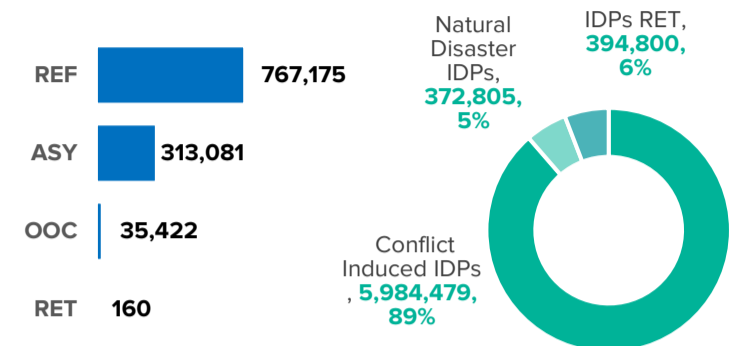 REF 767,175
ASY 313,081
OOC 35,422
RET 160
Natural
Disaster
IDPs,
372,805,
5%
IDPs RET,
394,800,
6%
Conflict
Induced IDPs
, 5,984,479,
89%